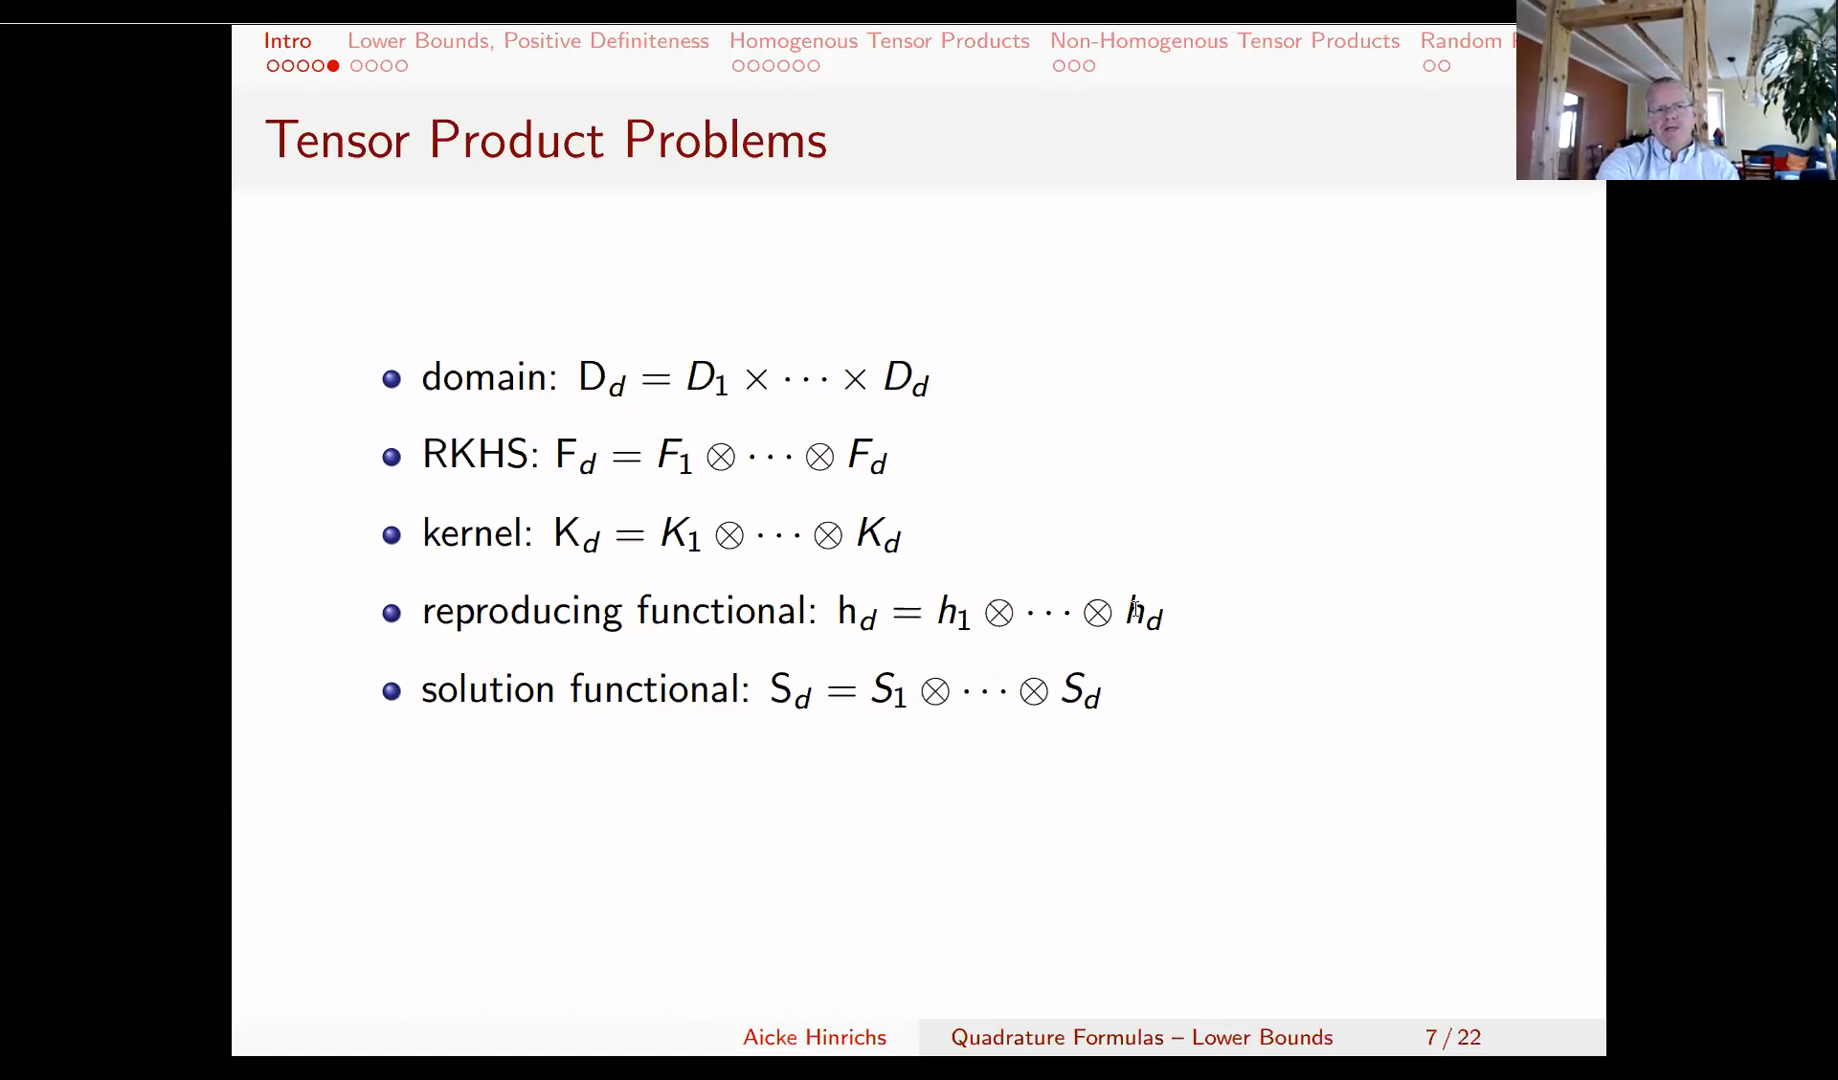 Intro Lower Bounds, Positive Definiteness Homogenous Tensor Products Non-Homogenous Tensor Products Random
Tensor Product Problems
domain: D_d = D_1 × ⋯ × D_d
RKHS: F_d = F_1 ⊗ ⋯ ⊗ F_d
kernel: K_d = K_1 ⊗ ⋯ ⊗ K_d
reproducing functional: h_d = h_1 ⊗ ⋯ ⊗ h_d
solution functional: S_d = S_1 ⊗ ⋯ ⊗ S_d
Aicke Hinrichs Quadrature Formulas – Lower Bounds 7 / 22